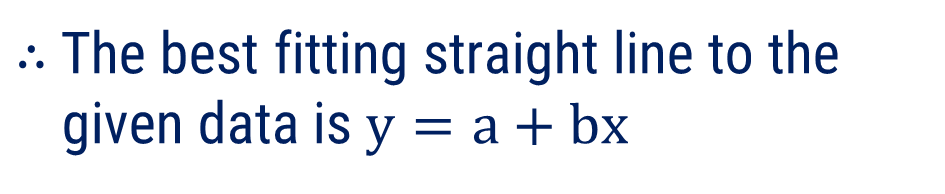 ∴ The best fitting straight line to the
given data is y = a + bx